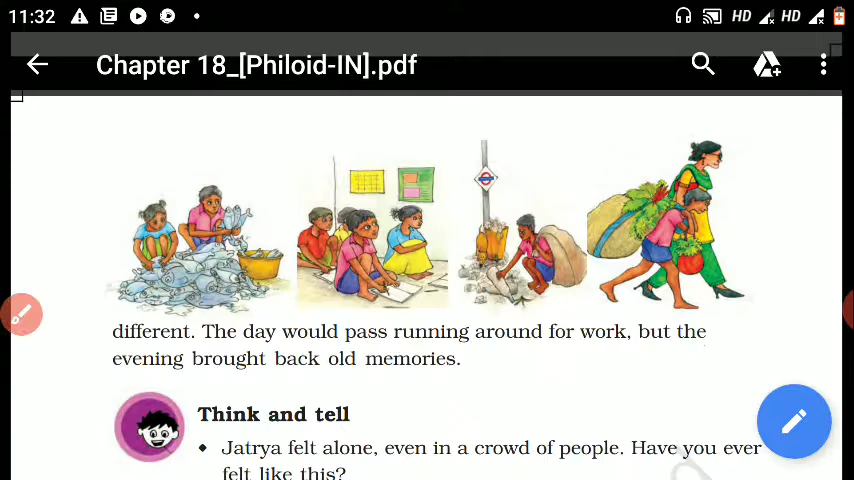 11:32
HD HD
Chapter 18_[Philoid-IN].pdf
different. The day would pass running around for work, but the
evening brought back old memories.
Think and tell
• Jatrya felt alone, even in a crowd of people. Have you ever
felt like this?